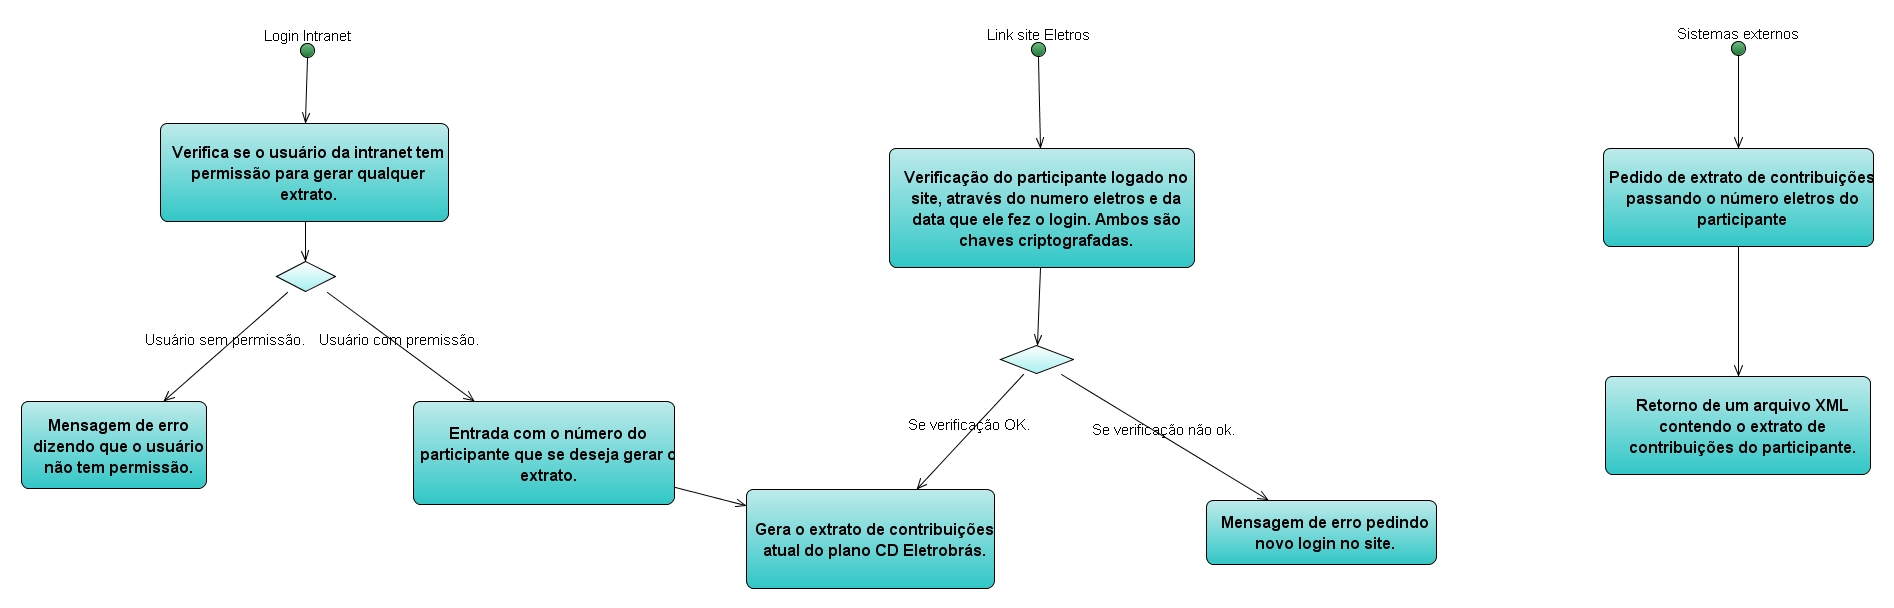 Login Intranet
Link site Eletros
Sistemas externos
Verifica se o usuário da intranet tem
permissão para gerar qualquer
extrato.
Verificação do participante logado no
site, através do numero eletros e da
data que ele fez o login. Ambos são
chaves criptografadas.
Pedido de extrato de contribuições
passando o número eletros do
participante
Usuário sem permissão.
Usuário com premissão.
Mensagem de erro
dizendo que o usuário
não tem permissão.
Entrada com o número do
participante que se deseja gerar o
extrato.
Se verificação OK.
Se verificação não ok.
Retorno de um arquivo XML
contendo o extrato de
contribuições do participante.
Gera o extrato de contribuições
atual do plano CD Eletrobrás.
Mensagem de erro pedindo
novo login no site.